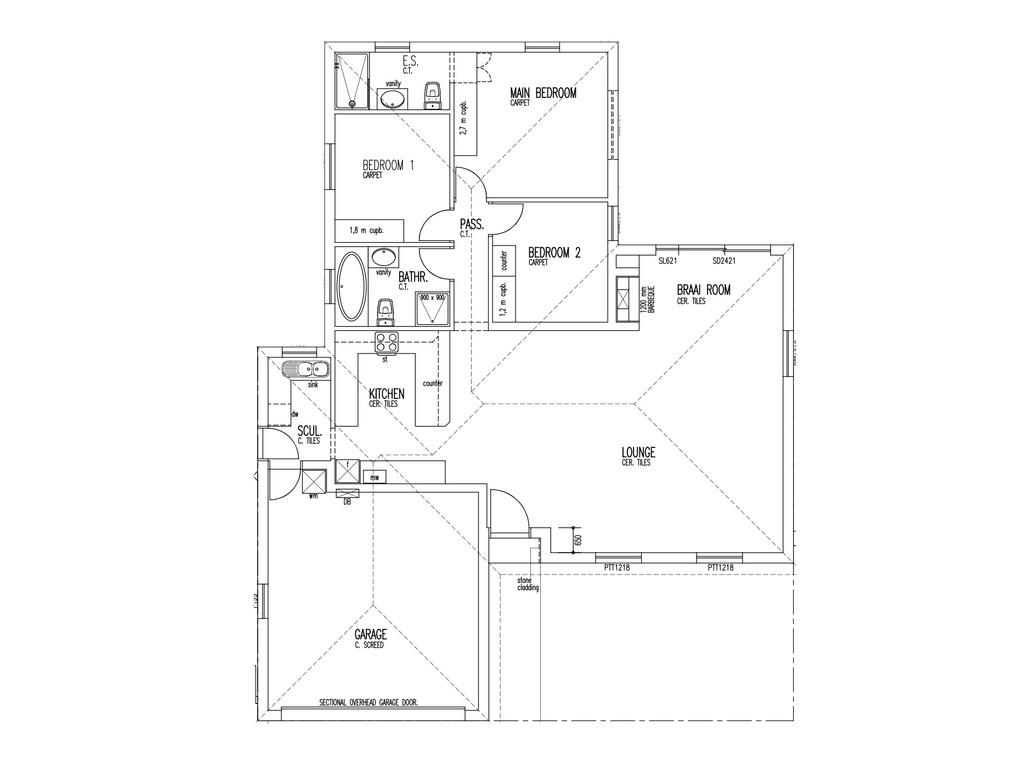 E.S.
C.T.
vanity
MAIN BEDROOM
CARPET
2,7 m cupb.
BEDROOM 1
CARPET
1,8 m cupb.
PASS.
C.T.
BEDROOM 2
CARPET
counter
1,2 m cupb.
BATHR.
C.T.
vanity
900 x 900
SL621
SD2421
BRAAI ROOM
CER. TILES
1200 mm
BARBEQUE
st
KITCHEN
CER. TILES
counter
sink
dw
SCUL.
C. TILES
LOUNGE
CER. TILES
f
mw
wm
DB
650
PTT1218
PTT1218
stone
cladding
GARAGE
C. SCREED
SECTIONAL OVERHEAD GARAGE DOOR.